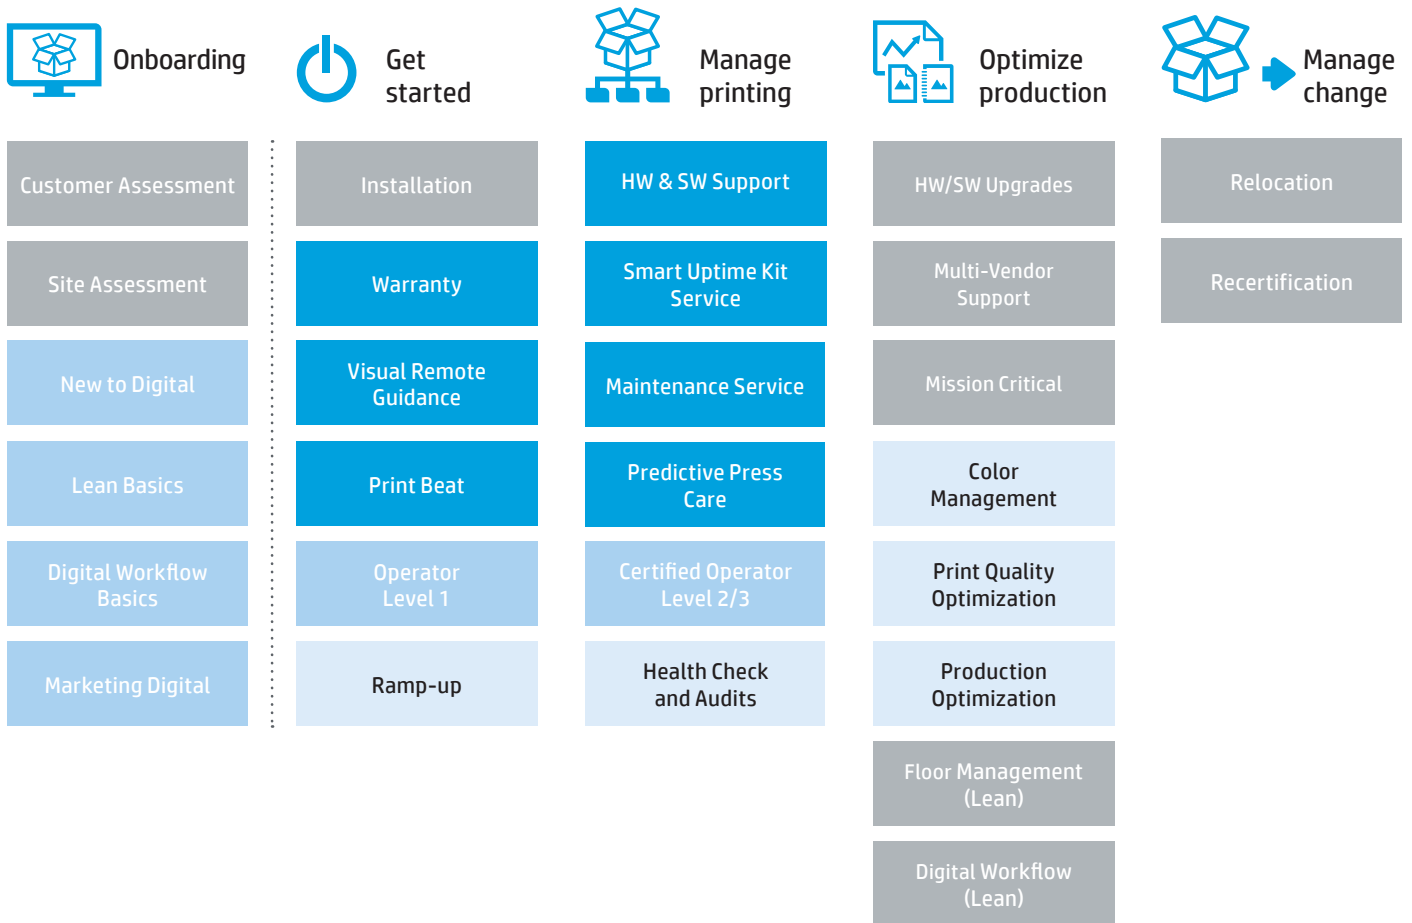 Onboarding
Customer Assessment
Site Assessment
New to Digital
Lean Basics
Digital Workflow
Basics
Marketing Digital
Get
started
Installation
Warranty
Visual Remote
Guidance
Print Beat
Operator
Level 1
Ramp-up
Manage
printing
HW & SW Support
Smart Uptime Kit
Service
Maintenance Service
Predictive Press
Care
Certified Operator
Level 2/3
Health Check
and Audits
Optimize
production
HW/SW Upgrades
Multi-Vendor
Support
Mission Critical
Color
Management
Print Quality
Optimization
Production
Optimization
Floor Management
(Lean)
Digital Workflow
(Lean)
Manage
change
Relocation
Recertification